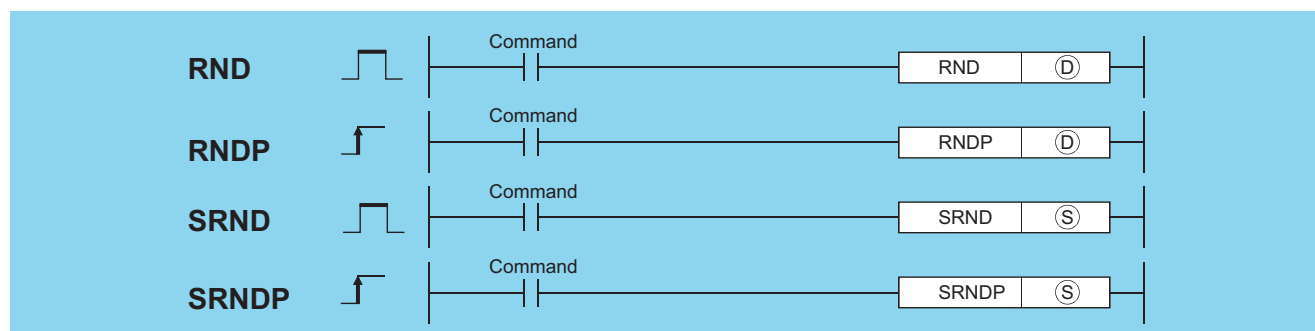 Command
RND RND Ⓓ
Command
RNDP RNDP Ⓓ
Command
SRND SRND Ⓢ
Command
SRNDP SRNDP Ⓢ